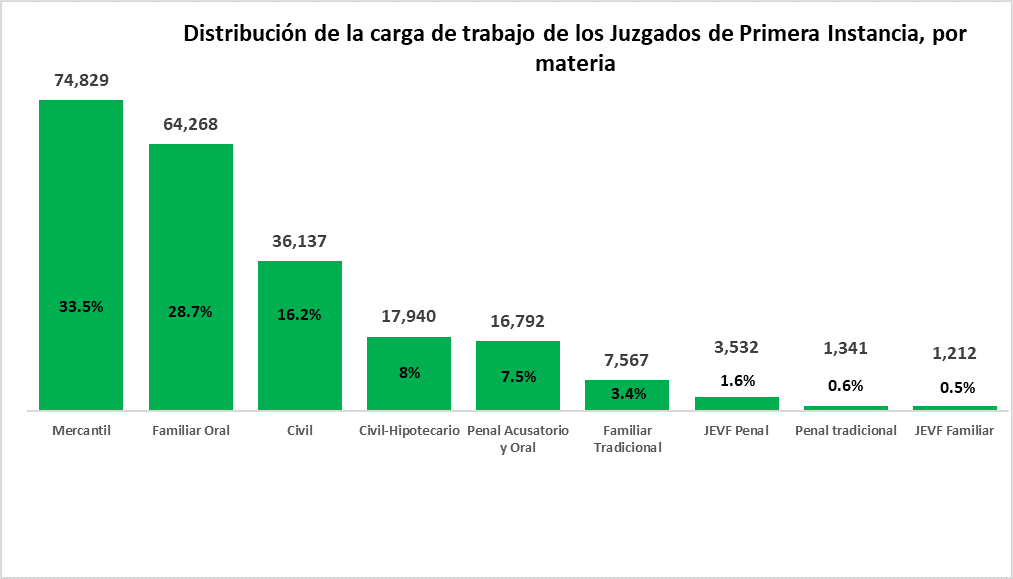 Distribución de la carga de trabajo de los Juzgados de Primera Instancia, por
materia
74,829
64,268
36,137
17,940
16,792
7,567
3,532
1,341
1,212
33.5%
28.7%
16.2%
8%
7.5%
3.4%
1.6%
0.6%
0.5%
Mercantil
Familiar Oral
Civil
Civil-Hipotecario
Penal Acusatorio
y Oral
Familiar
Tradicional
JEVF Penal
Penal tradicional
JEVF Familiar